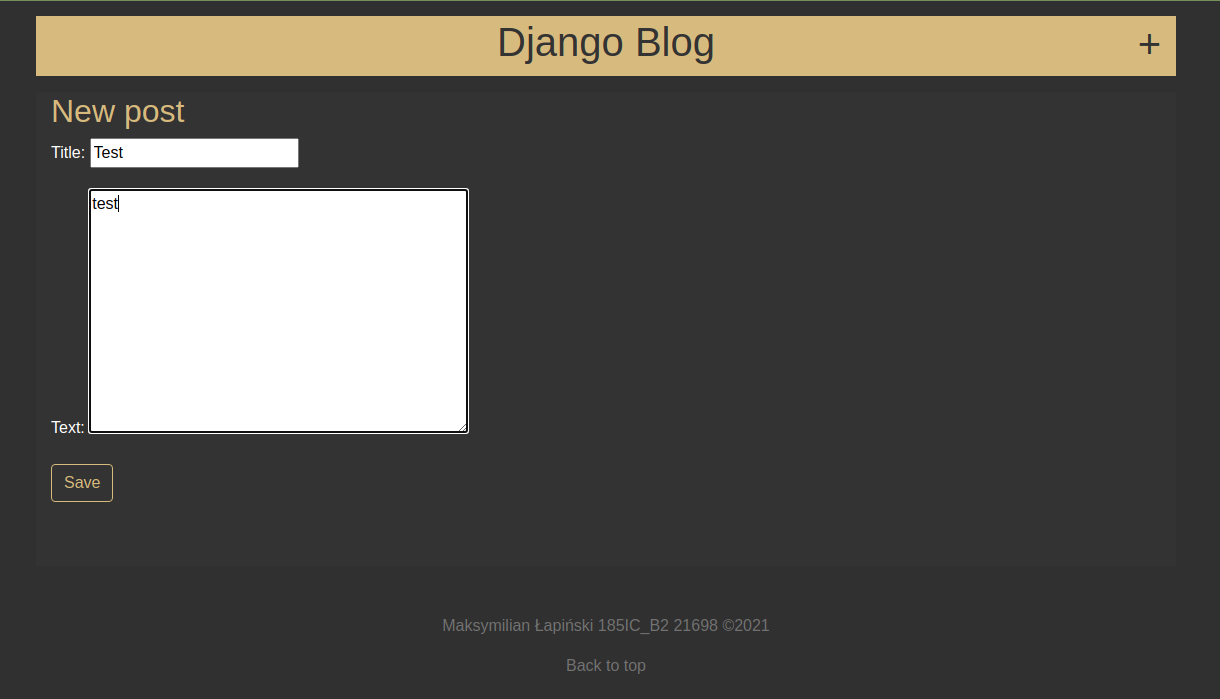 Django Blog +
New post
Title: Test
test
Text:
Save
Maksymilian Łapiński 185IC_B2 21698 ©2021
Back to top